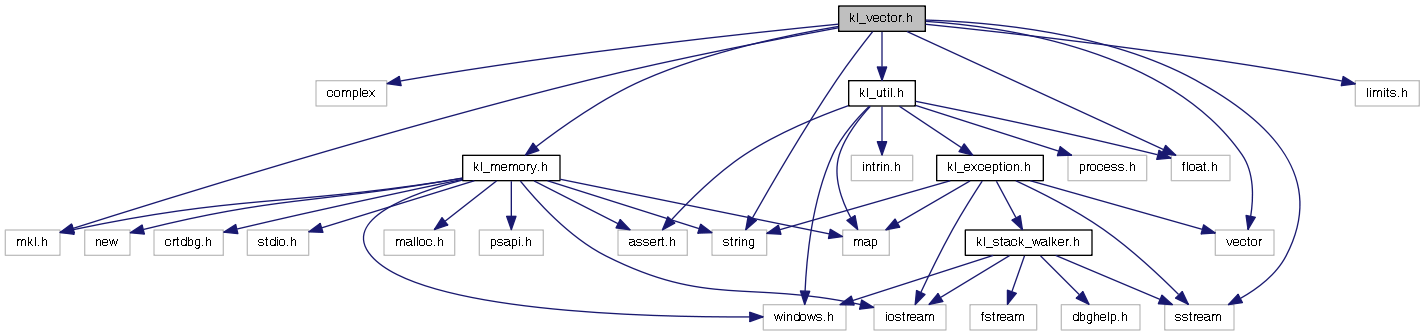 kl_vector.h
complex
kl_util.h
limits.h
kl_memory.h
intrin.h
kl_exception.h
process.h
float.h
mkl.h
new
crtdbg.h
stdio.h
malloc.h
psapi.h
assert.h
string
map
kl_stack_walker.h
vector
windows.h
iostream
fstream
dbghelp.h
sstream